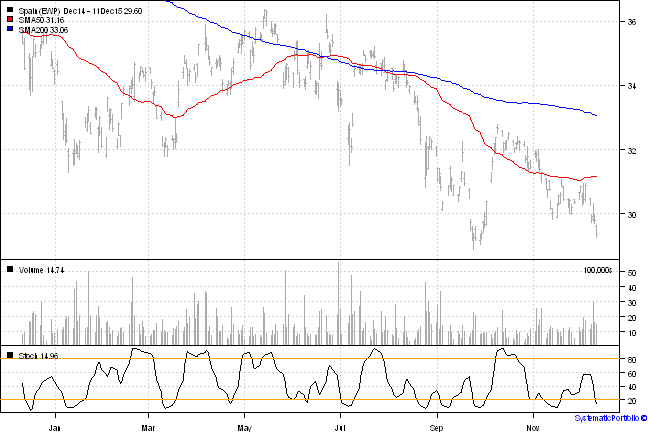 Spain (EWP) Dec14 - 11Dec15 29.60
SMA50 31.16
SMA200 33.06
36
34
32
30
Volume 14.74
100,000s
50
40
30
20
10
Stoch 14.96
80
60
40
20
Jan
Mar
May
Jul
Sep
Nov
SystematicPortfolio ©